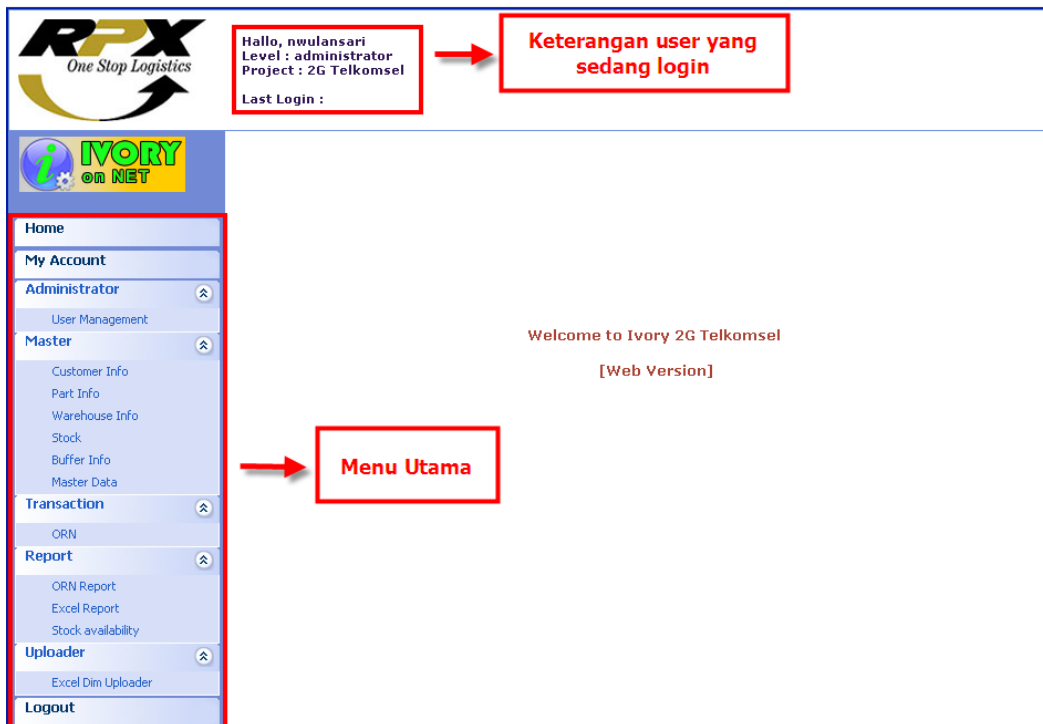 RPX
One Stop Logistics
Hallo, nwulansari
Level : administrator
Project : 2G Telkomsel
Last Login :
Keterangan user yang
sedang login
i
IVORY
on NET
Home
My Account
Administrator
User Management
Master
Customer Info
Part Info
Warehouse Info
Stock
Buffer Info
Master Data
Transaction
ORN
Report
ORN Report
Excel Report
Stock availability
Uploader
Excel Dim Uploader
Logout
Welcome to Ivory 2G Telkomsel
[Web Version]
Menu Utama